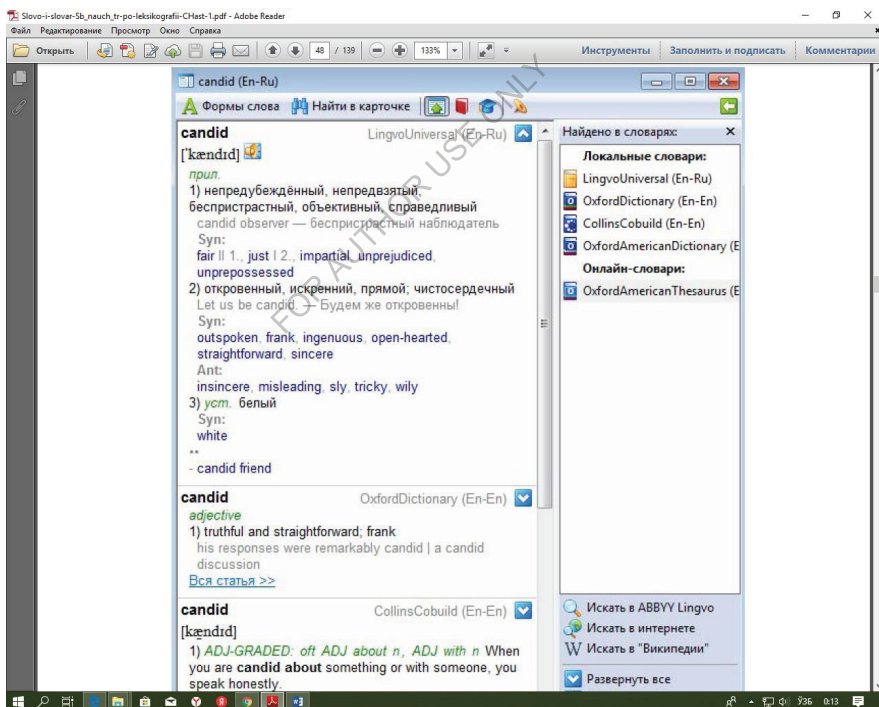 Slovo-i-slovar-Sb_nauch_tr-po-leksikografii-CHast-1.pdf - Adobe Reader
Файл Редактирование Просмотр Окно Справка
Открыть 48 / 139 133% Инструменты Заполнить и подписать Комментарии
candid (En-Ru)
Формы слова Найти в карточке
candid LingvoUniversal (En-Ru)
['kændɪd]
прил.
1) непредубеждённый, непредвзятый,
беспристрастный, объективный, справедливый
candid observer — беспристрастный наблюдатель
Syn:
fair II 1., just I 2., impartial, unprejudiced,
unprepossessed
2) откровенный, искренний, прямой; чистосердечный
Let us be candid. — Будем же откровенны!
Syn:
outspoken, frank, ingenuous, open-hearted,
straightforward, sincere
Ant:
insincere, misleading, sly, tricky, wily
3) уст. белый
Syn:
white
••
- candid friend
candid OxfordDictionary (En-En)
adjective
1) truthful and straightforward; frank
his responses were remarkably candid | a candid
discussion
Вся статья >>
candid CollinsCobuild (En-En)
[kændɪd]
1) ADJ-GRADED: oft ADJ about n, ADJ with n When
you are candid about something or with someone, you
speak honestly.
Найдено в словарях:
Локальные словари:
LingvoUniversal (En-Ru)
OxfordDictionary (En-En)
CollinsCobuild (En-En)
OxfordAmericanDictionary (E
Онлайн-словари:
OxfordAmericanThesaurus (E
Искать в ABBYY Lingvo
Искать в интернете
W Искать в "Википедии"
Развернуть все
FOR AUTHOR USE ONLY
0:13